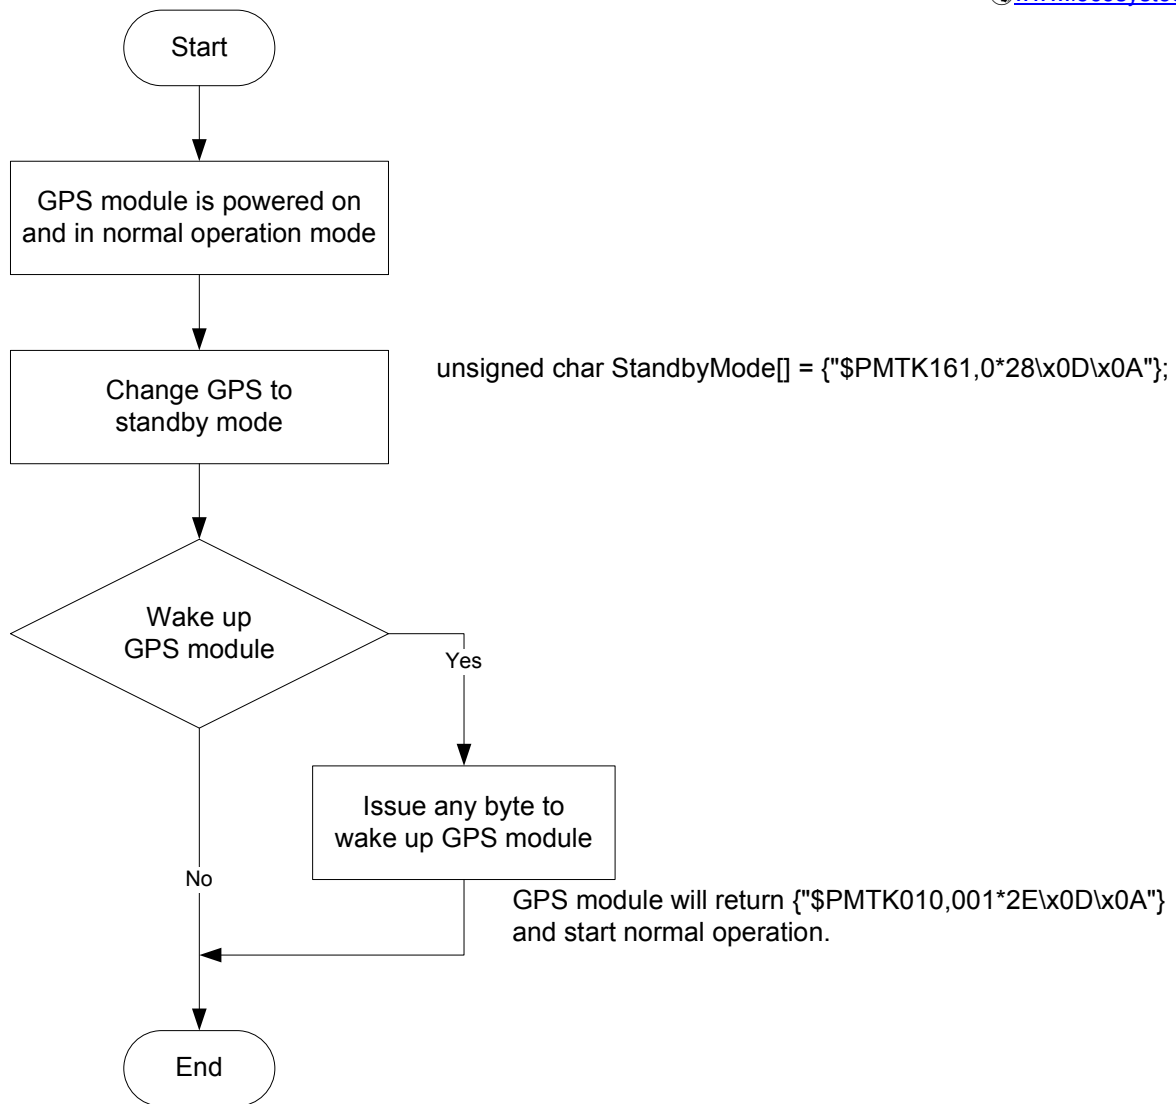 Start
GPS module is powered on
and in normal operation mode
Change GPS to
standby mode
unsigned char StandbyMode[] = {"$PMTK161,0*28\x0D\x0A"};
Wake up
GPS module
Yes
Issue any byte to
wake up GPS module
No
GPS module will return {"$PMTK010,001*2E\x0D\x0A"}
and start normal operation.
End